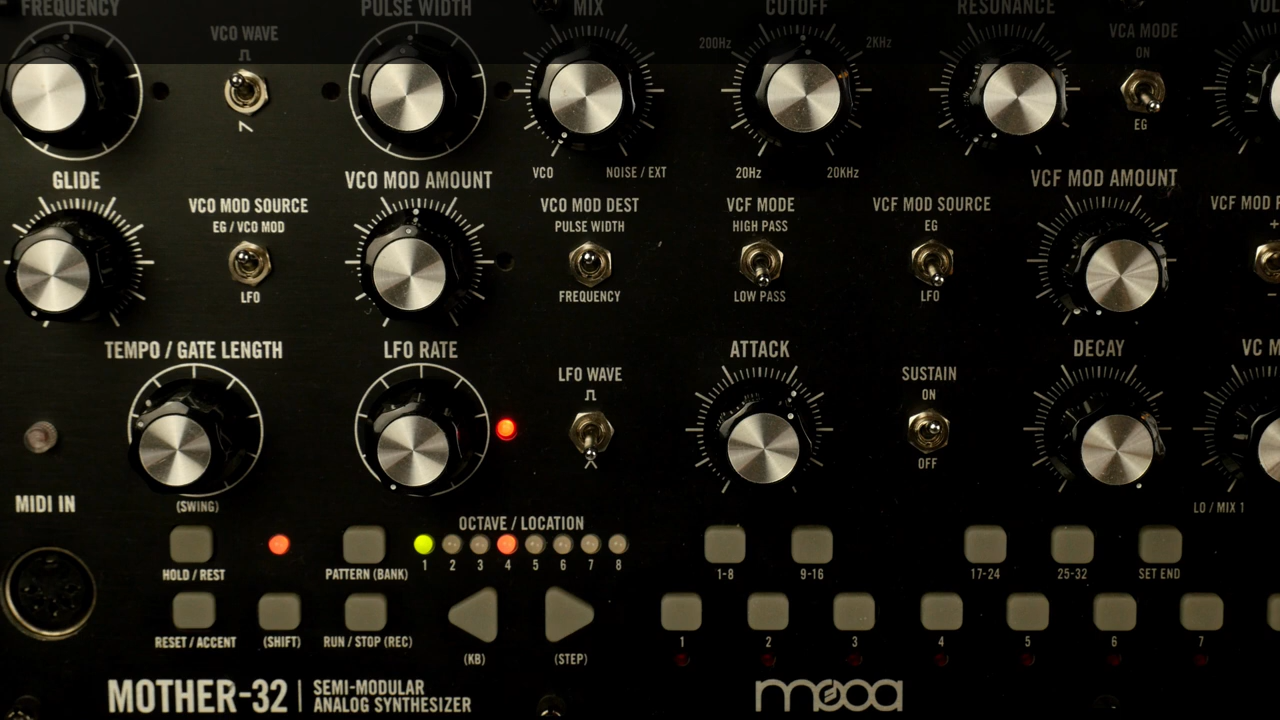 FREQUENCY
PULSE WIDTH
MIX
CUTOFF
RESONANCE
VCO WAVE
VCA MODE
ON
200Hz
2KHz
EG
VCO
NOISE / EXT
20Hz
20KHz
GLIDE
VCO MOD AMOUNT
VCF MOD AMOUNT
VCO MOD SOURCE
EG / VCO MOD
LFO
VCO MOD DEST
PULSE WIDTH
FREQUENCY
VCF MODE
HIGH PASS
LOW PASS
VCF MOD SOURCE
EG
LFO
VCF MOD
+
–
TEMPO / GATE LENGTH
LFO RATE
ATTACK
DECAY
VC M
LFO WAVE
SUSTAIN
ON
OFF
MIDI IN
(SWING)
LO / MIX 1
OCTAVE / LOCATION
1 2 3 4 5 6 7 8
HOLD / REST
PATTERN (BANK)
1-8
9-16
17-24
25-32
SET END
RESET / ACCENT
(SHIFT)
RUN / STOP (REC)
(KB)
(STEP)
1 2 3 4 5 6 7
MOTHER-32
SEMI-MODULAR
ANALOG SYNTHESIZER
moog